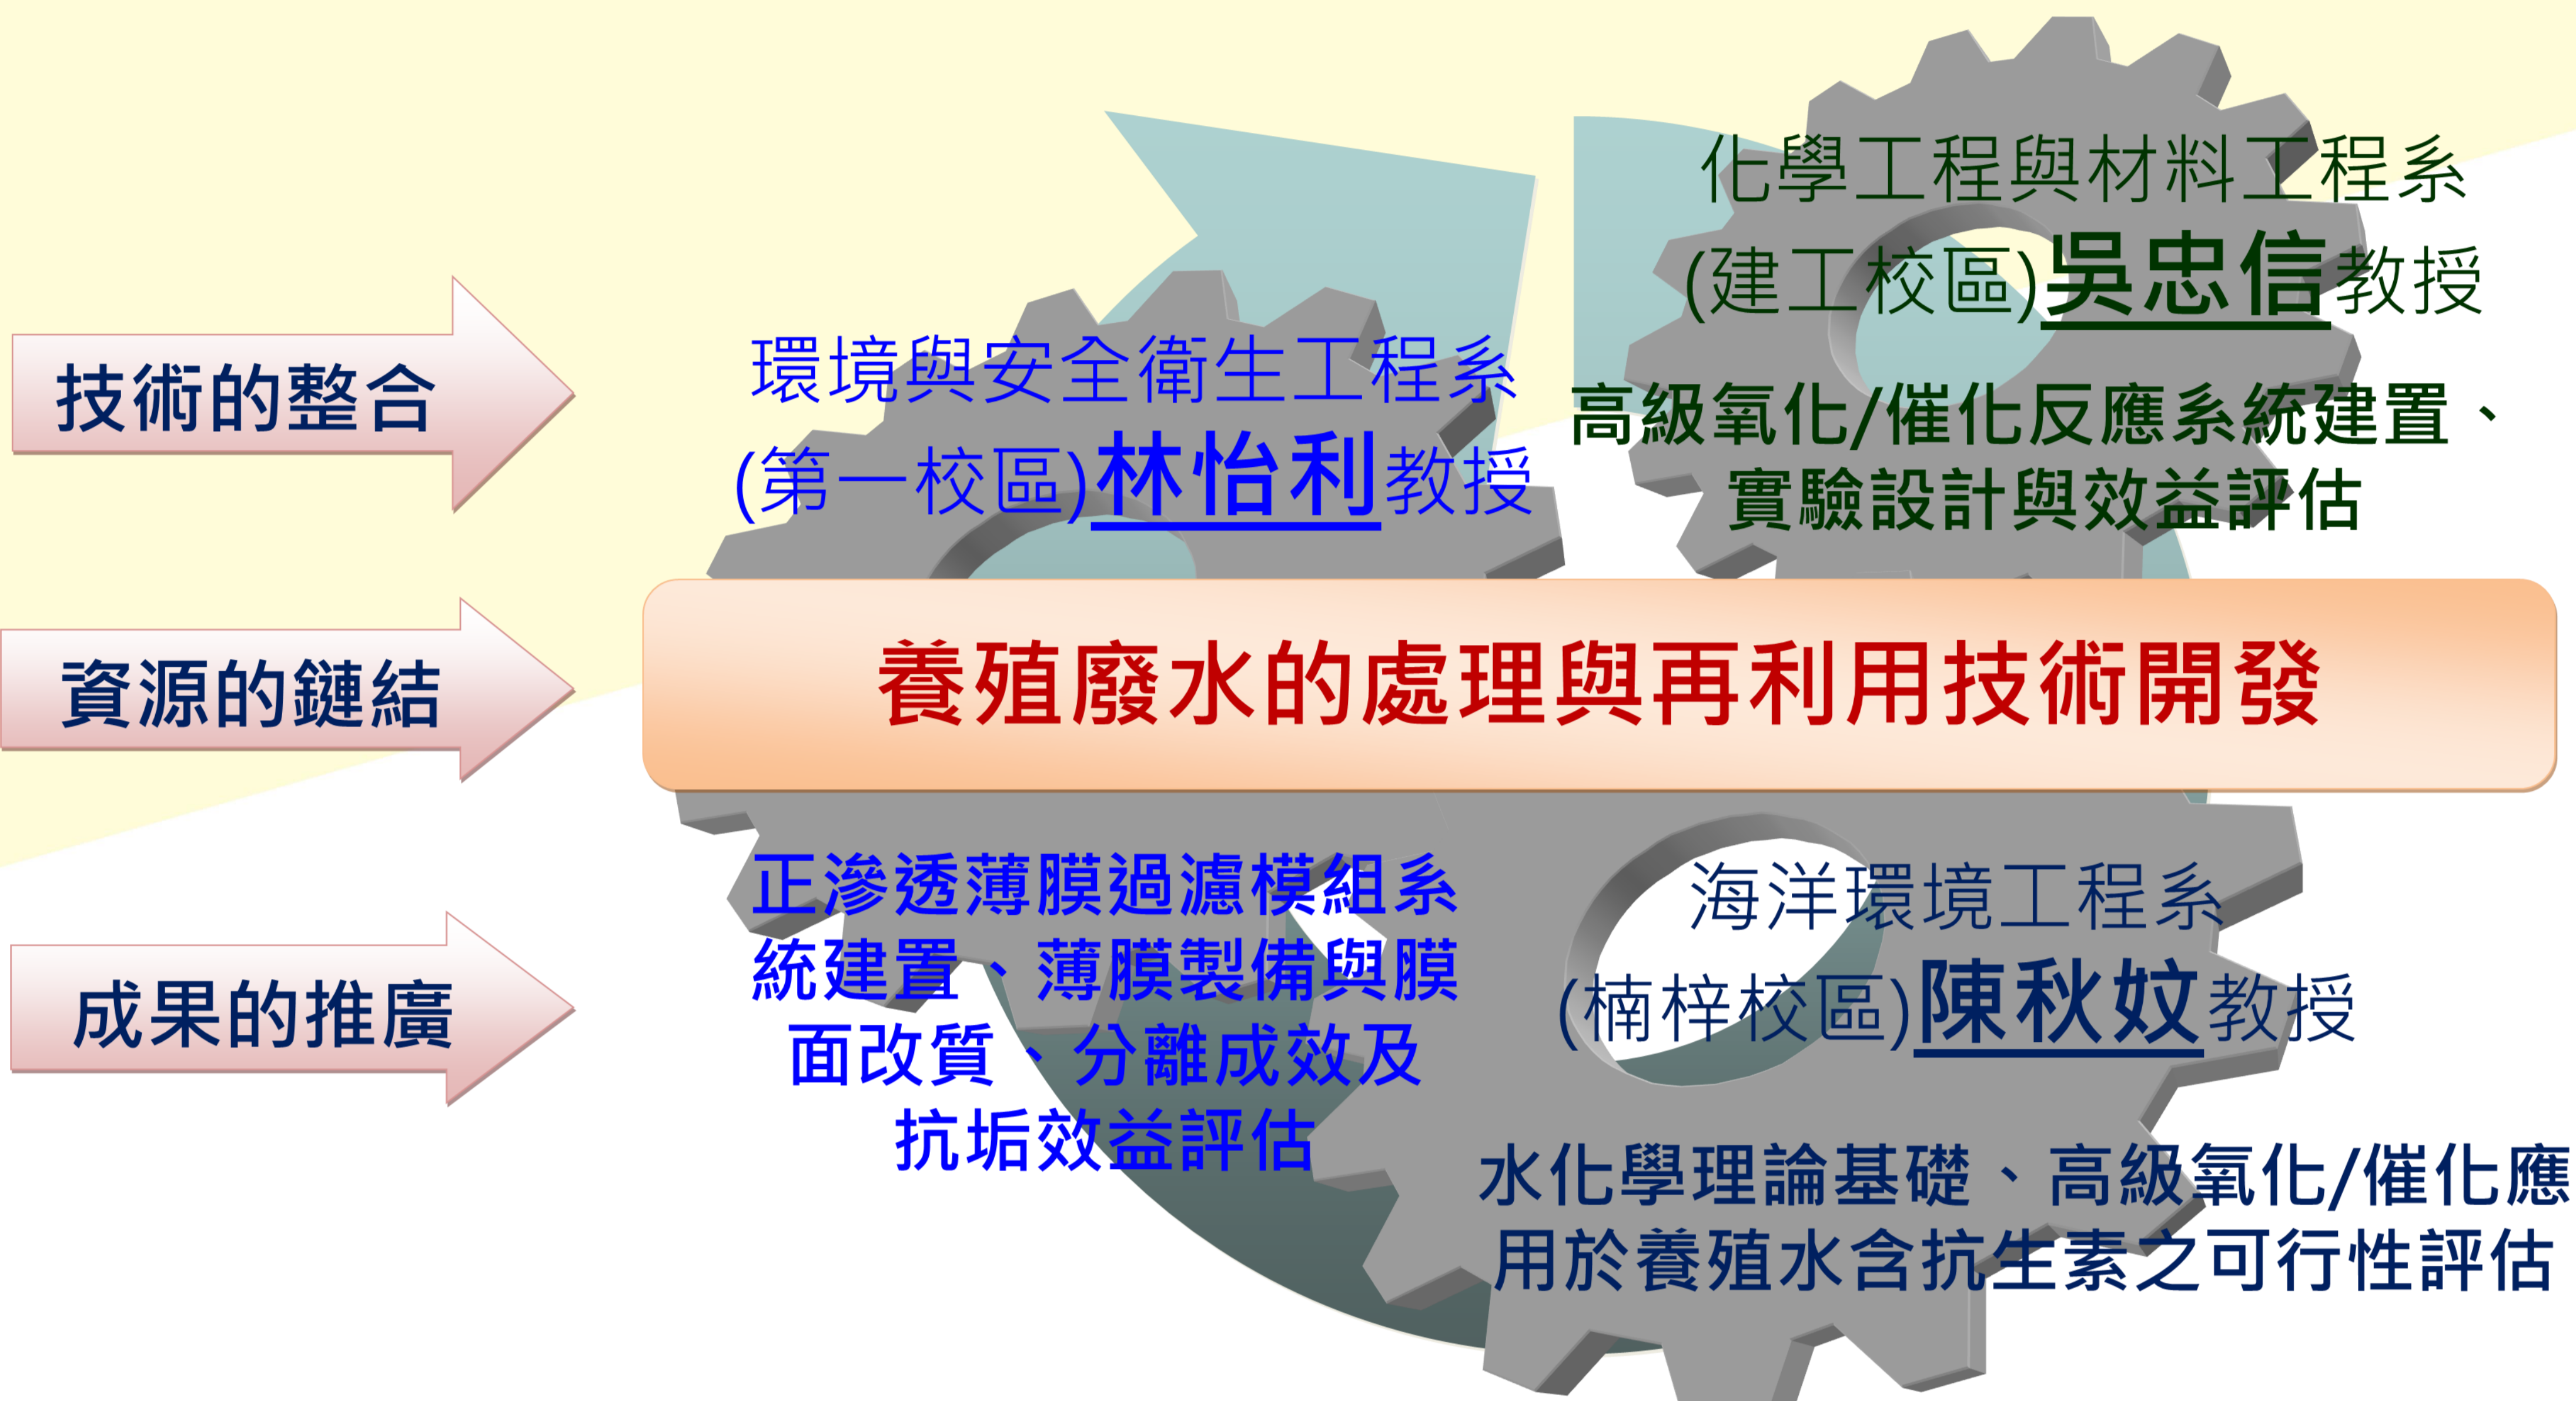 技術的整合
資源的鏈結
成果的推廣
環境與安全衛生工程系
(第一校區)林怡利教授
化學工程與材料工程系
(建工校區)吳忠信教授
高級氧化/催化反應系統建置、
實驗設計與效益評估
養殖廢水的處理與再利用技術開發
正滲透薄膜過濾模組系
統建置、薄膜製備與膜
面改質、分離成效及
抗垢效益評估
海洋環境工程系
(楠梓校區)陳秋妏教授
水化學理論基礎、高級氧化/催化應
用於養殖水含抗生素之可行性評估